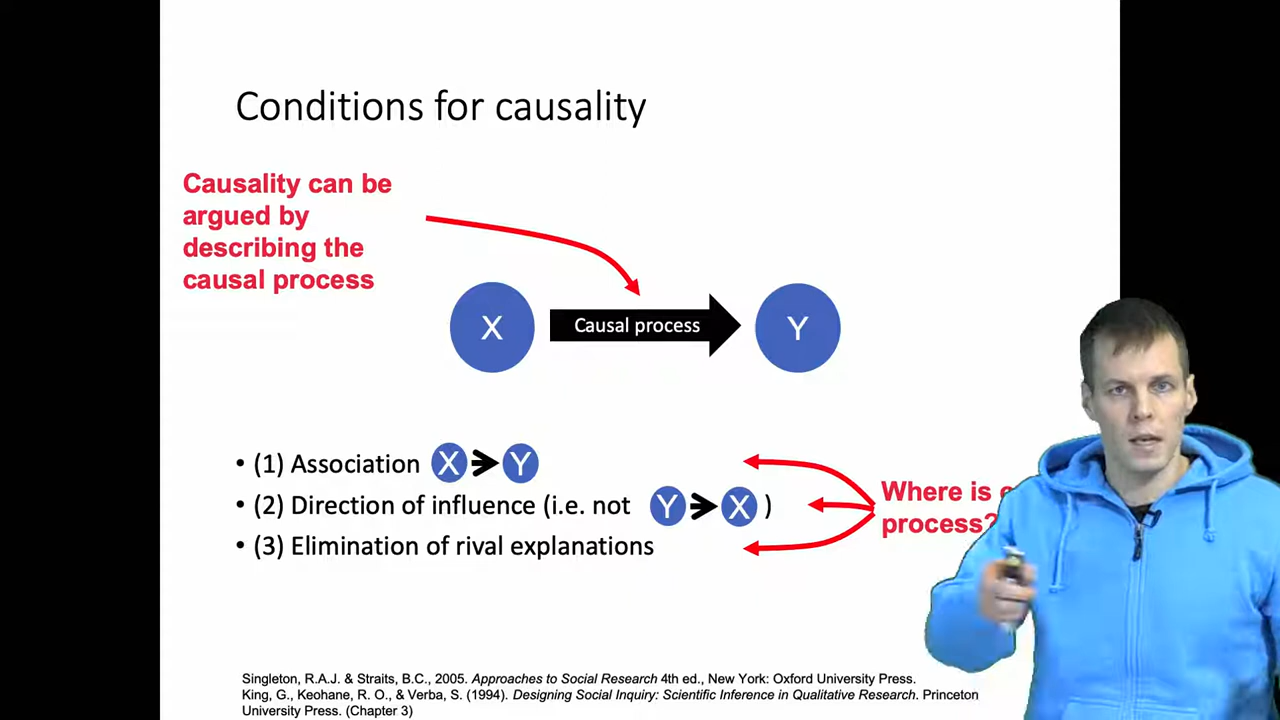 Conditions for causality
Causality can be
argued by
describing the
causal process
X
Causal process
Y
• (1) Association X Y
• (2) Direction of influence (i.e. not Y X )
• (3) Elimination of rival explanations
Where is
process?
Singleton, R.A.J. & Straits, B.C., 2005. Approaches to Social Research 4th ed., New York: Oxford University Press.
King, G., Keohane, R. O., & Verba, S. (1994). Designing Social Inquiry: Scientific Inference in Qualitative Research. Princeton
University Press. (Chapter 3)